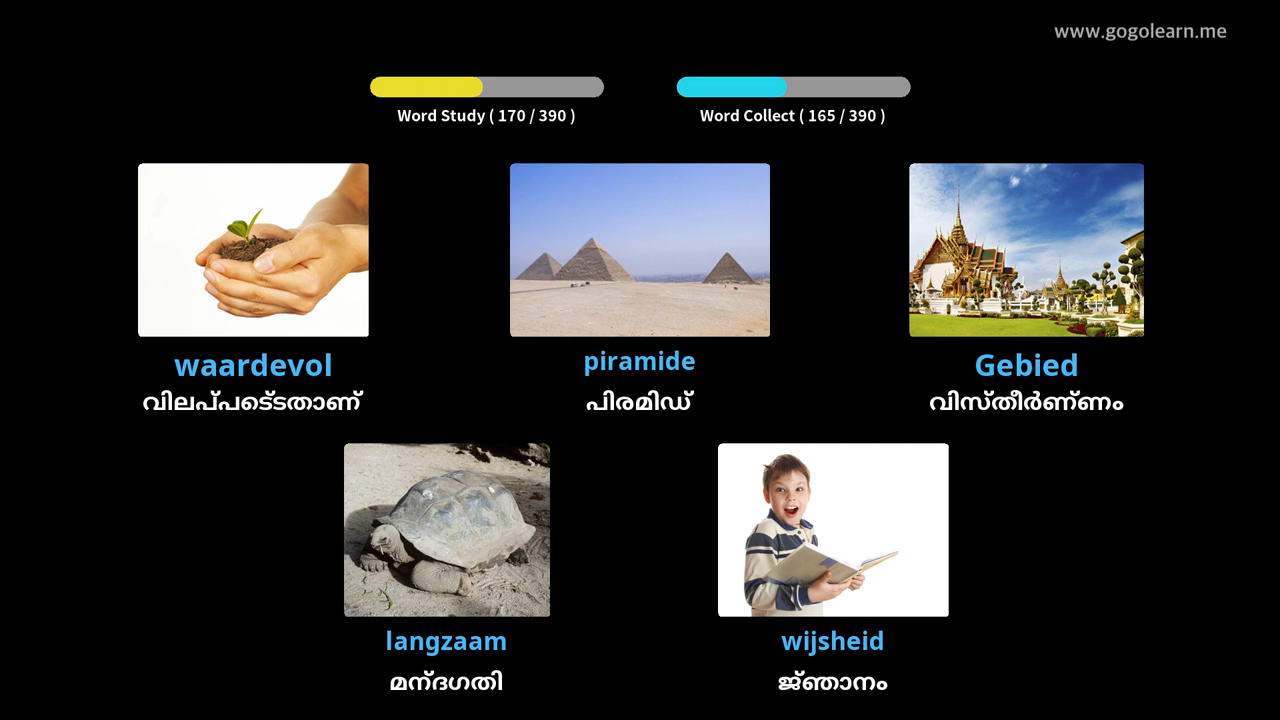 www.gogolearn.me
Word Study ( 170 / 390 )
Word Collect ( 165 / 390 )
waardevol
വിലപ്പെട്ടതാണ്
piramide
പിരമിഡ്
Gebied
വിസ്തീർണ്ണം
langzaam
മന്ദഗതി
wijsheid
ജ്ഞാനം